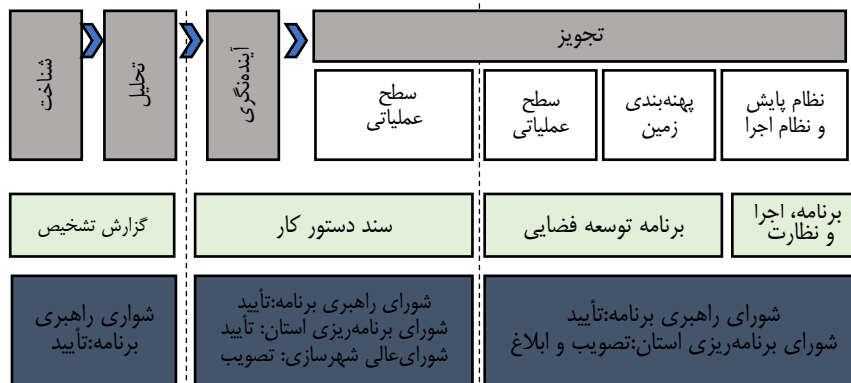 شناخت
تحلیل
آینده‌نگری
تجویز
سطح
عملیاتی
سطح
عملیاتی
پهنه‌بندی
زمین
نظام پایش
و نظام اجرا
گزارش تشخیص
سند دستور کار
برنامه توسعه فضایی
برنامه، اجرا
و نظارت
شواری راهبری
برنامه:تأیید
شورای راهبری برنامه:تأیید
شورای برنامه‌ریزی استان: تأیید
شورای‌عالی شهرسازی: تصویب
شورای راهبری برنامه:تأیید
شورای برنامه‌ریزی استان:تصویب و ابلاغ